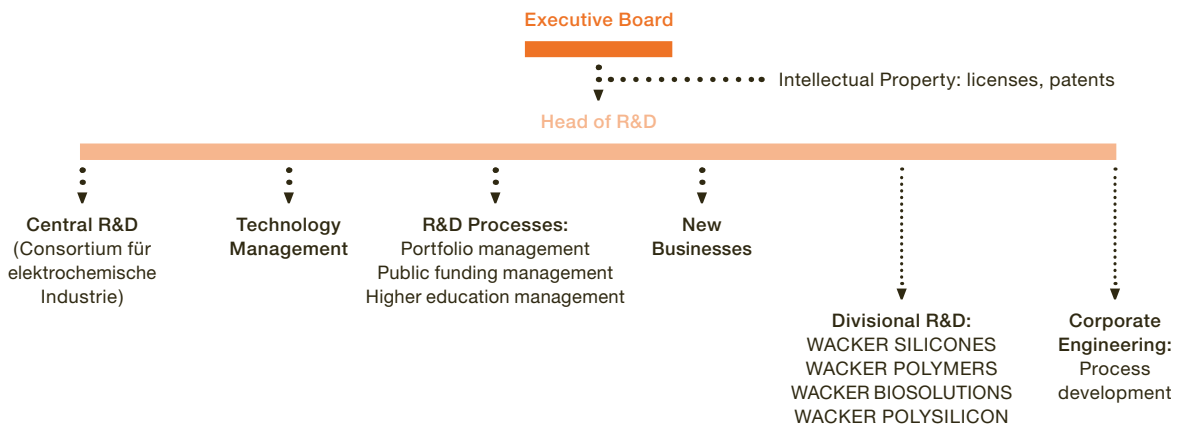 Executive Board
Intellectual Property: licenses, patents
Head of R&D
Central R&D
(Consortium für
elektrochemische
Industrie)
Technology
Management
R&D Processes:
Portfolio management
Public funding management
Higher education management
New
Businesses
Divisional R&D:
WACKER SILICONES
WACKER POLYMERS
WACKER BIOSOLUTIONS
WACKER POLYSILICON
Corporate
Engineering:
Process
development